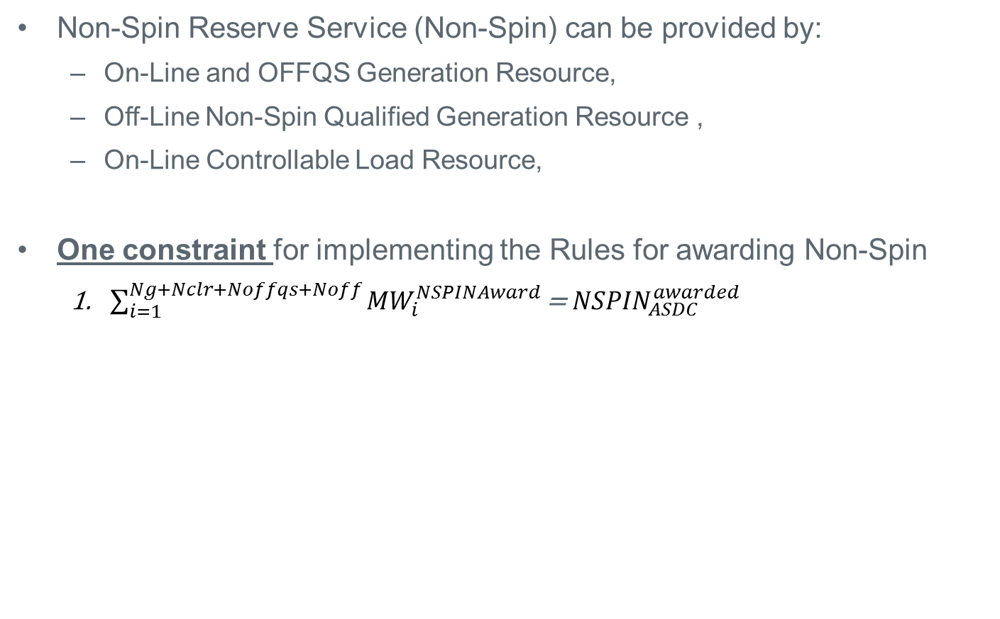 • Non-Spin Reserve Service (Non-Spin) can be provided by:
– On-Line and OFFQS Generation Resource,
– Off-Line Non-Spin Qualified Generation Resource ,
– On-Line Controllable Load Resource,
• One constraint for implementing the Rules for awarding Non-Spin
1. ∑_{i=1}^{Ng+Nclr+Noffqs+Noff} MW_i^{NSPINAward} = NSPIN_{ASDC}^{awarded}